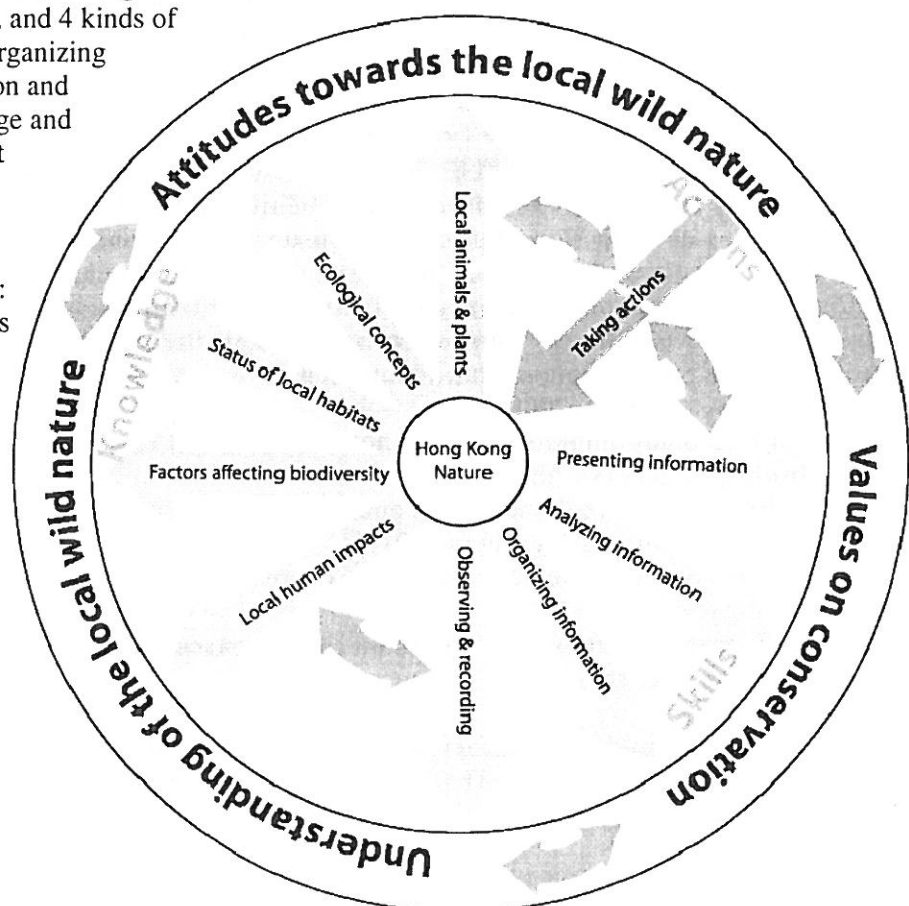 , and 4 kinds of
rganizing
on and
ge and
t
:
s
Attitudes towards the local wild nature
Values on conservation
Understanding of the local wild nature
Knowledge
Actions
Skills
Local animals & plants
Ecological concepts
Status of local habitats
Factors affecting biodiversity
Local human impacts
Observing & recording
Organizing information
Analyzing information
Presenting information
Taking actions
Hong Kong
Nature